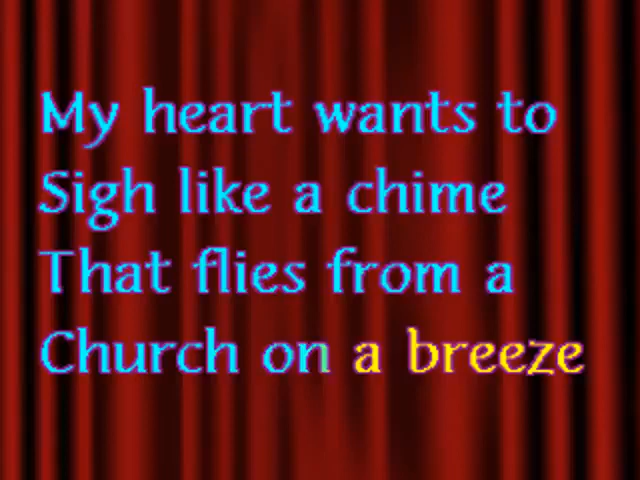 My heart wants to
Sigh like a chime
That flies from a
Church on a breeze